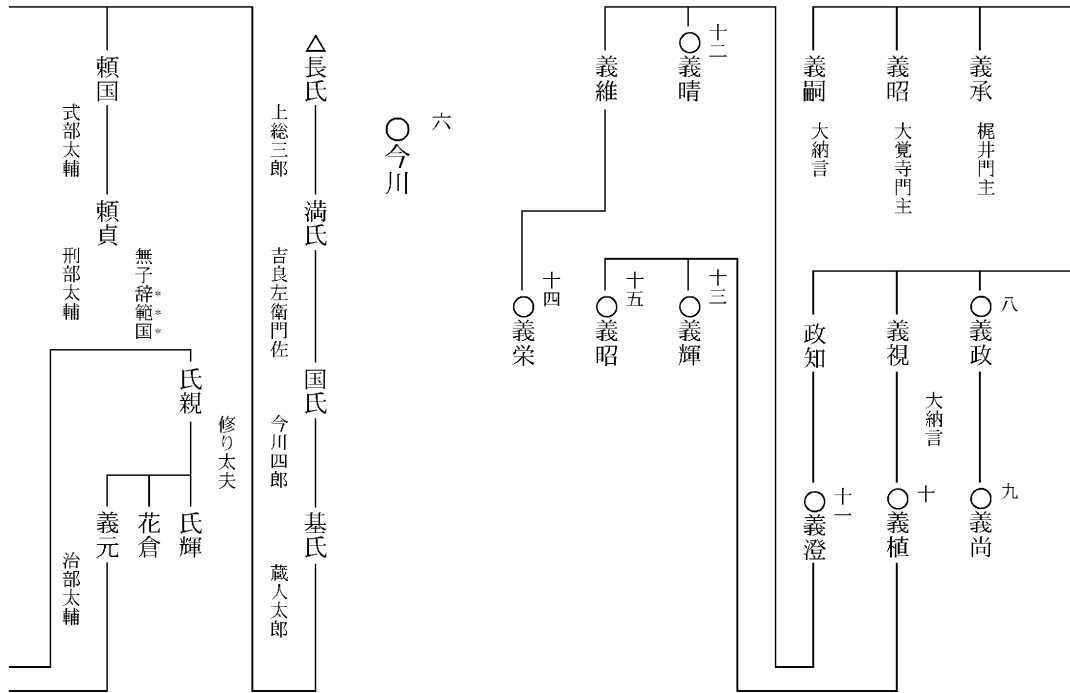 義承
梶井門主
義昭
大覚寺門主
義嗣
大納言
八
○義政
九
○義尚
義視
大納言
十
○義植
政知
十一
○義澄
十二
○義晴
義維
十三
○義輝
十五
○義昭
十四
○義栄
六
○今川
△長氏
上総三郎
満氏
吉良左衛門佐
国氏
今川四郎
基氏
蔵人太郎
頼国
式部太輔
頼貞
刑部太輔
無子辞範国
***
氏親
修り太夫
氏輝
花倉
義元
治部太輔